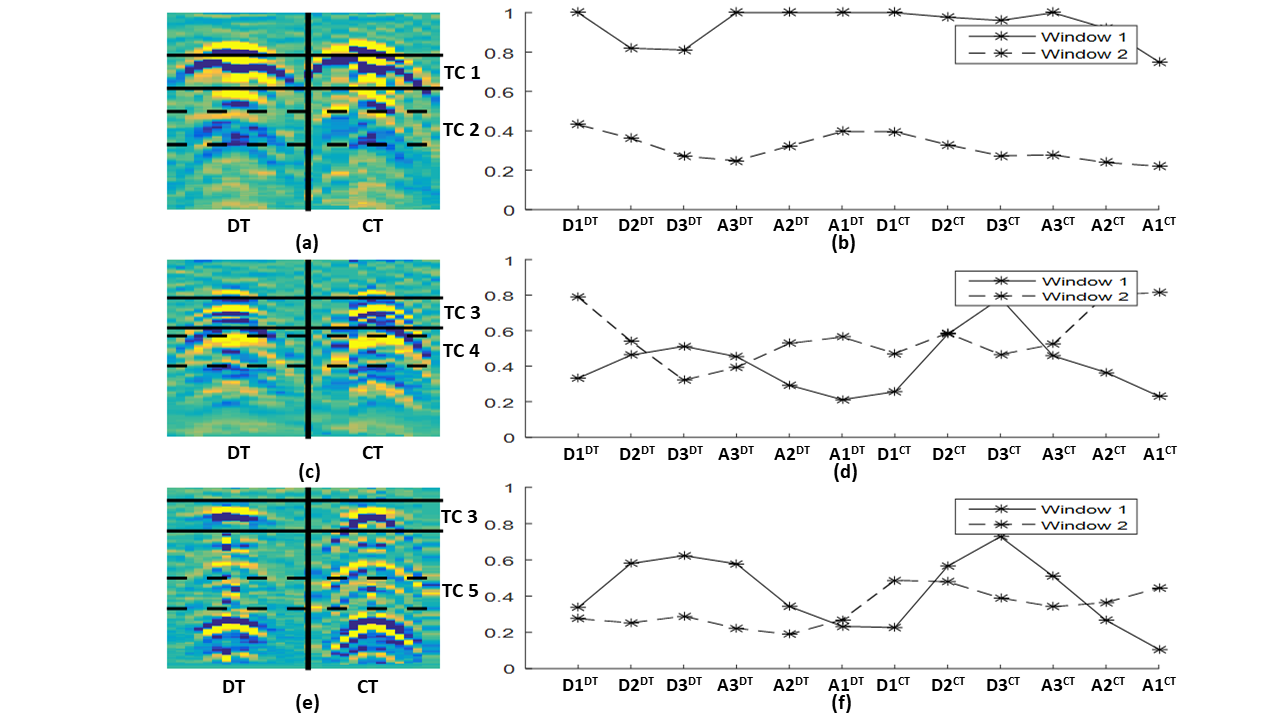 TC 1
TC 2
DT CT
(a)
1
0.8
0.6
0.4
0.2
0
Window 1
Window 2
D1DT D2DT D3DT A3DT A2DT A1DT D1CT D2CT D3CT A3CT A2CT A1CT
(b)
TC 3
TC 4
DT CT
(c)
1
0.8
0.6
0.4
0.2
0
Window 1
Window 2
D1DT D2DT D3DT A3DT A2DT A1DT D1CT D2CT D3CT A3CT A2CT A1CT
(d)
TC 3
TC 5
DT CT
(e)
1
0.8
0.6
0.4
0.2
0
Window 1
Window 2
D1DT D2DT D3DT A3DT A2DT A1DT D1CT D2CT D3CT A3CT A2CT A1CT
(f)